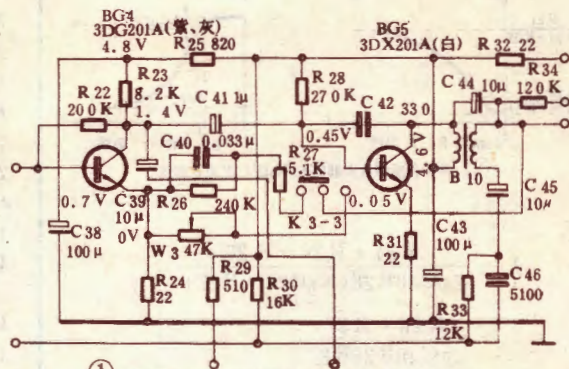 BG4
3DG201A(紫、灰)
4.8V
R25 820
R23
8.2K
1.4V
R22
200K
C41 1μ
C40
0.033μ
R28
270K
C42
330
0.45V
BG5
3DX201A(白)
R32 22
R34
120K
C44 10μ
4.6V
B10
C45
10μ
R27
5.1K
K3-3
0.05V
0.7V
C39
10μ
0V
R26
240K
W3 47K
C38
100μ
R24
22
R29
510
R30
16K
R31
22
C43
100μ
R33
12K
C46
5100
①